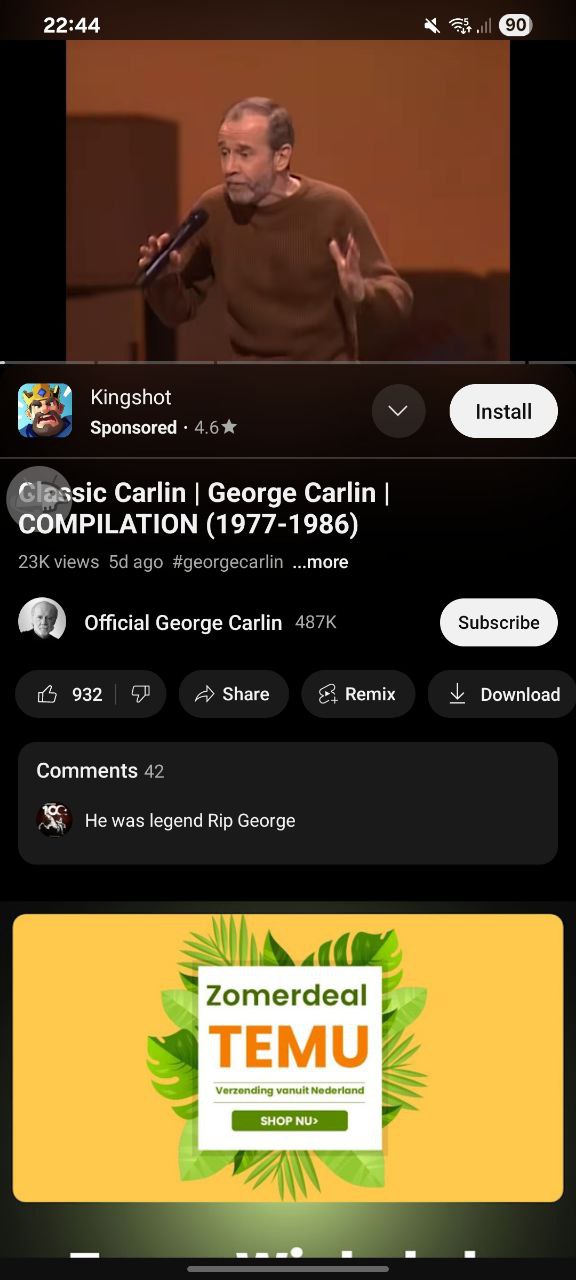 22:44
90
Kingshot
Sponsored · 4.6★
Install
Classic Carlin | George Carlin |
COMPILATION (1977-1986)
23K views 5d ago #georgecarlin ...more
Official George Carlin 487K
Subscribe
932
Share
Remix
Download
Comments 42
He was legend Rip George
Zomerdeal
TEMU
Verzending vanuit Nederland
SHOP NU>